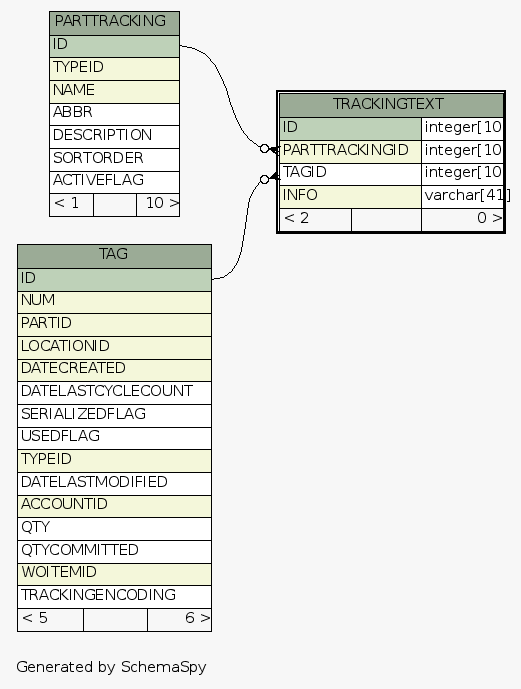 PARTTRACKING
ID
TYPEID
NAME
ABBR
DESCRIPTION
SORTORDER
ACTIVEFLAG
< 1 10 >
TRACKINGTEXT
ID integer[10
PARTTRACKINGID integer[10
TAGID integer[10
INFO varchar[41]
< 2 0 >
TAG
ID
NUM
PARTID
LOCATIONID
DATECREATED
DATELASTCYCLECOUNT
SERIALIZEDFLAG
USEDFLAG
TYPEID
DATELASTMODIFIED
ACCOUNTID
QTY
QTYCOMMITTED
WOITEMID
TRACKINGENCODING
< 5 6 >
Generated by SchemaSpy